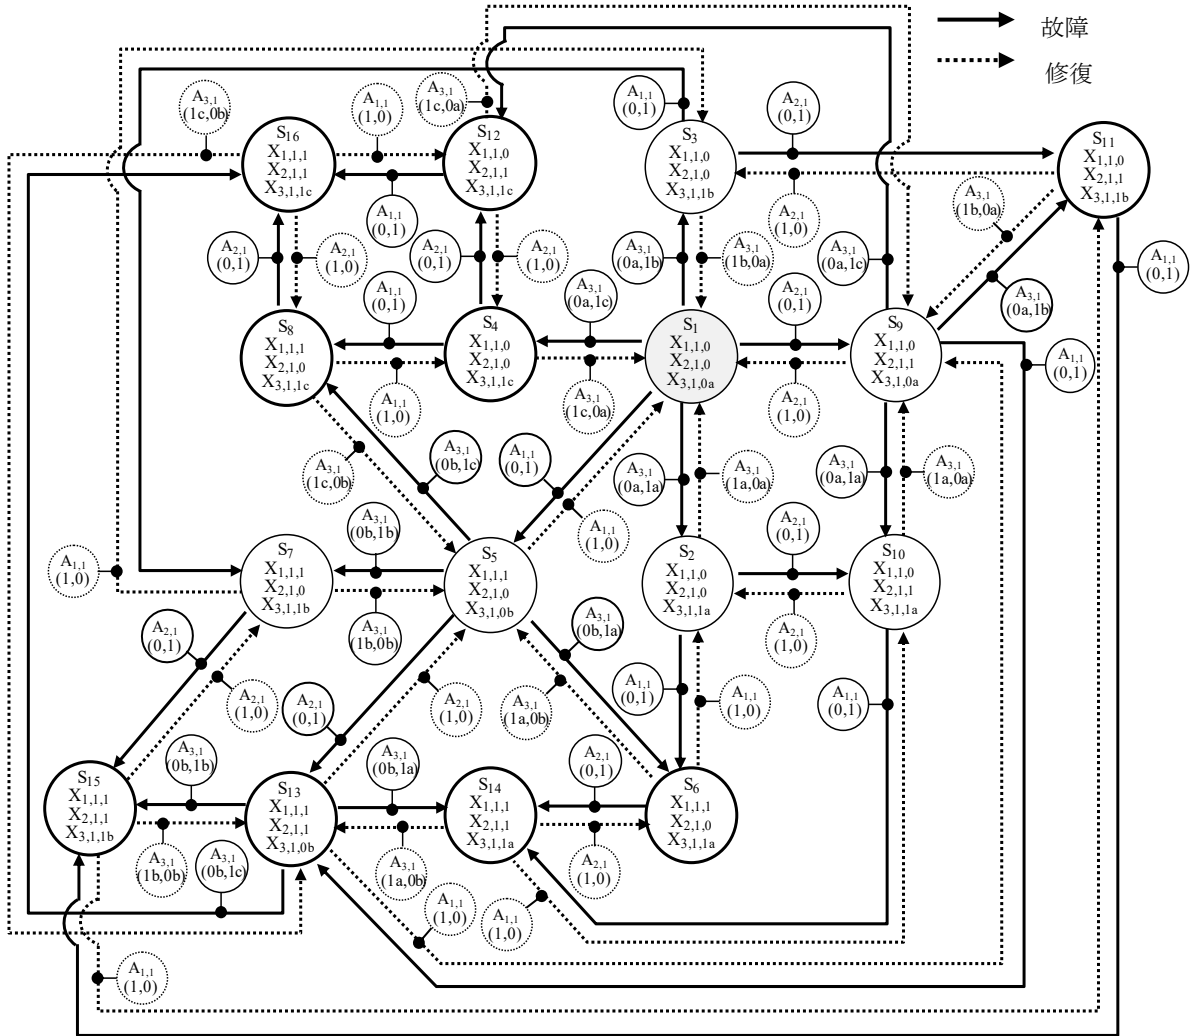 故障
修復
A3,1
(1c,0b)
A1,1
(1,0)
A3,1
(1c,0a)
A1,1
(0,1)
A2,1
(0,1)
S16
X1,1,1
X2,1,1
X3,1,1c
S12
X1,1,0
X2,1,1
X3,1,1c
S3
X1,1,0
X2,1,0
X3,1,1b
S11
X1,1,0
X2,1,1
X3,1,1b
A1,1
(0,1)
A2,1
(1,0)
A3,1
(1b,0a)
A2,1
(0,1)
A2,1
(1,0)
A2,1
(0,1)
A2,1
(1,0)
A3,1
(0a,1b)
A3,1
(1b,0a)
A3,1
(0a,1c)
A1,1
(0,1)
A1,1
(0,1)
A3,1
(0a,1c)
A2,1
(0,1)
A3,1
(0a,1b)
S8
X1,1,1
X2,1,0
X3,1,1c
S4
X1,1,0
X2,1,0
X3,1,1c
S1
X1,1,0
X2,1,0
X3,1,0a
S9
X1,1,0
X2,1,1
X3,1,0a
A1,1
(0,1)
A1,1
(1,0)
A3,1
(1c,0a)
A2,1
(1,0)
A3,1
(1c,0b)
A3,1
(0b,1c)
A1,1
(0,1)
A3,1
(0a,1a)
A3,1
(1a,0a)
A3,1
(0a,1a)
A3,1
(1a,0a)
A3,1
(0b,1b)
A1,1
(1,0)
A2,1
(0,1)
A1,1
(1,0)
S7
X1,1,1
X2,1,0
X3,1,1b
S5
X1,1,1
X2,1,0
X3,1,0b
S2
X1,1,0
X2,1,0
X3,1,1a
S10
X1,1,0
X2,1,1
X3,1,1a
A2,1
(0,1)
A3,1
(1b,0b)
A3,1
(0b,1a)
A2,1
(1,0)
A2,1
(1,0)
A2,1
(0,1)
A2,1
(1,0)
A3,1
(1a,0b)
A1,1
(0,1)
A1,1
(1,0)
A1,1
(0,1)
A3,1
(0b,1b)
A3,1
(0b,1a)
A2,1
(0,1)
S15
X1,1,1
X2,1,1
X3,1,1b
S13
X1,1,1
X2,1,1
X3,1,0b
S14
X1,1,1
X2,1,1
X3,1,1a
S6
X1,1,1
X2,1,0
X3,1,1a
A3,1
(1b,0b)
A3,1
(0b,1c)
A3,1
(1a,0b)
A2,1
(1,0)
A1,1
(1,0)
A1,1
(1,0)
A1,1
(1,0)